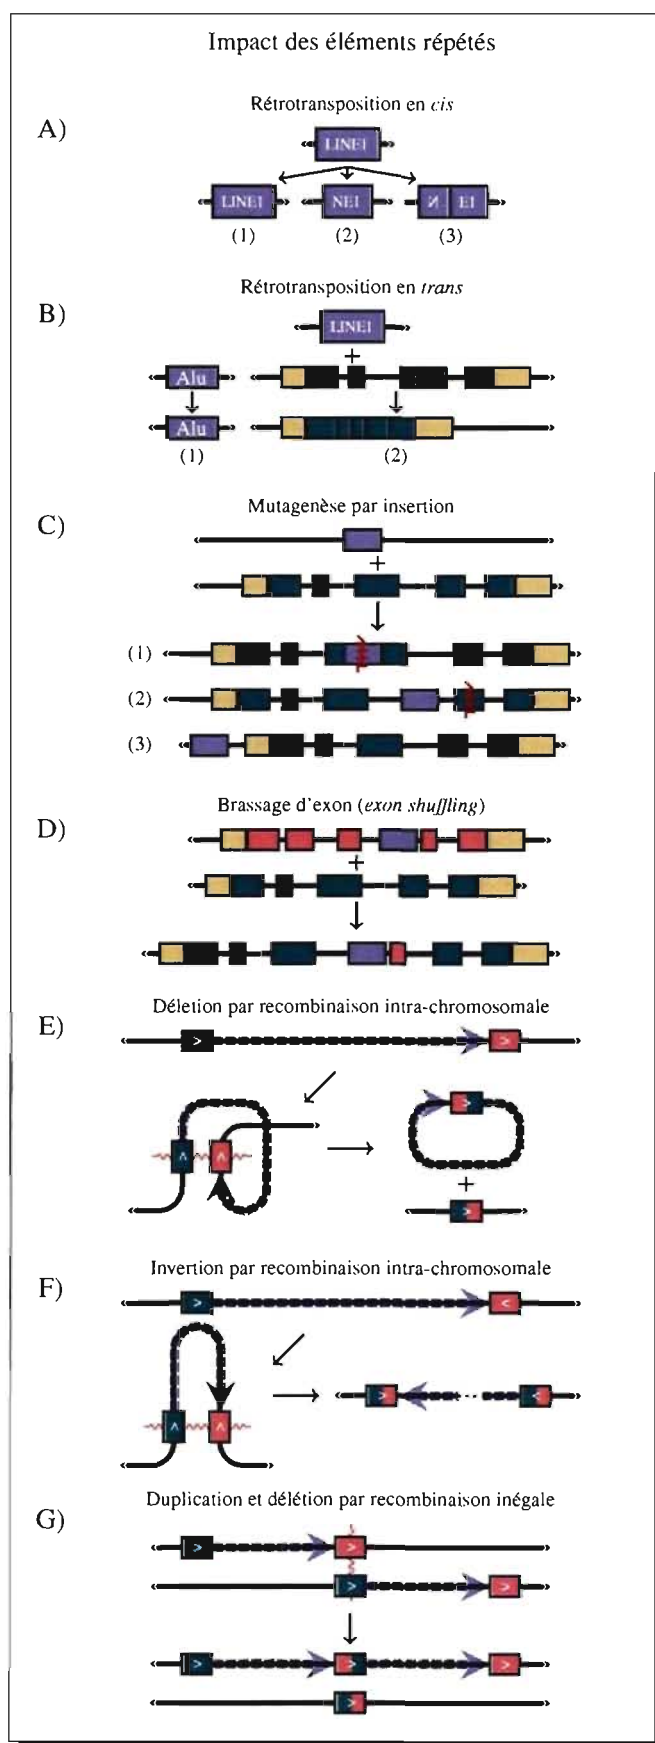 Impact des éléments répétés
A)
Rétrotransposition en cis
LINE1
LINE1 NE1 И E1
(1) (2) (3)
Rétrotransposition en trans
B)
LINE1
+
Alu
Alu
(1) (2)
Mutagenèse par insertion
C)
+
(1)
(2)
(3)
Brassage d'exon (exon shuffling)
D)
+
Déletion par recombinaison intra-chromosomale
E)
> >
> 
^ ^
+
>
Invertion par recombinaison intra-chromosomale
F)
> <
^ ^
> <
Duplication et délétion par recombinaison inégale
G)
> >
> >
> > >
>